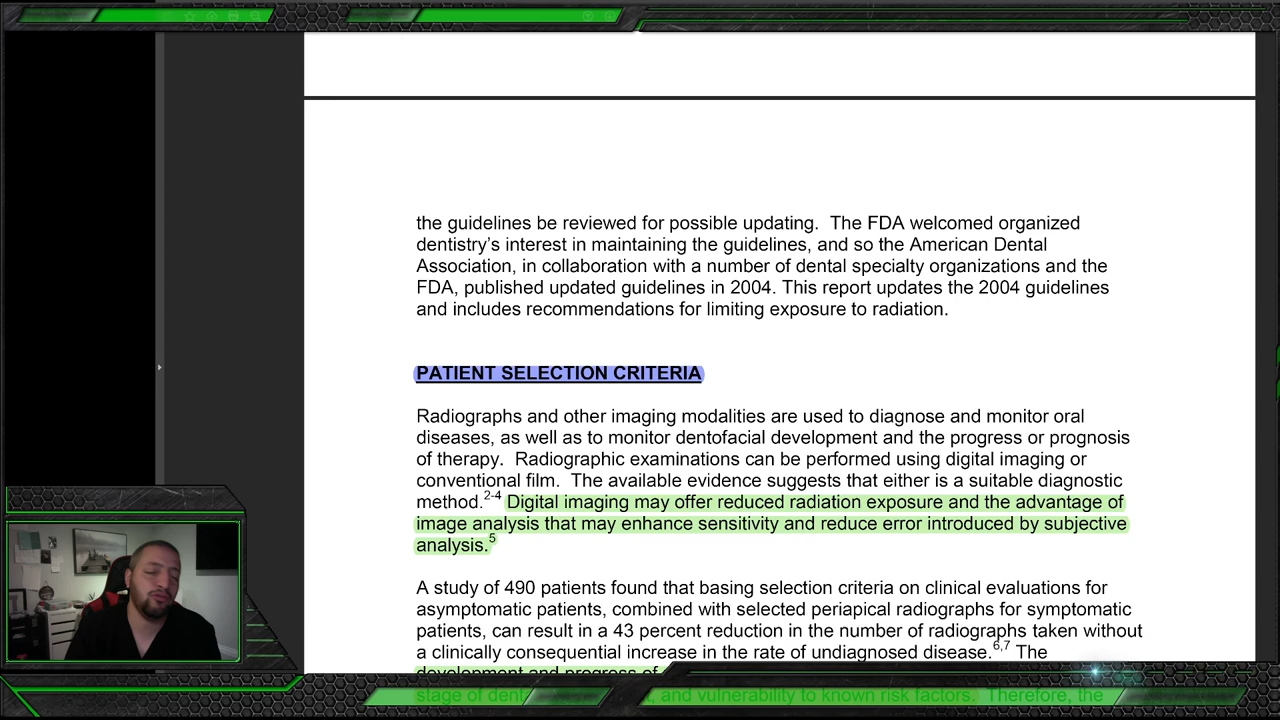 the guidelines be reviewed for possible updating.  The FDA welcomed organized
dentistry's interest in maintaining the guidelines, and so the American Dental
Association, in collaboration with a number of dental specialty organizations and the
FDA, published updated guidelines in 2004. This report updates the 2004 guidelines
and includes recommendations for limiting exposure to radiation.
PATIENT SELECTION CRITERIA
Radiographs and other imaging modalities are used to diagnose and monitor oral
diseases, as well as to monitor dentofacial development and the progress or prognosis
of therapy.  Radiographic examinations can be performed using digital imaging or
conventional film.  The available evidence suggests that either is a suitable diagnostic
method.2-4 Digital imaging may offer reduced radiation exposure and the advantage of
image analysis that may enhance sensitivity and reduce error introduced by subjective
analysis.5
A study of 490 patients found that basing selection criteria on clinical evaluations for
asymptomatic patients, combined with selected periapical radiographs for symptomatic
patients, can result in a 43 percent reduction in the number of radiographs taken without
a clinically consequential increase in the rate of undiagnosed disease.6,7 The
development and progress of
stage of and vulnerability to known risk factors.  Therefore, the